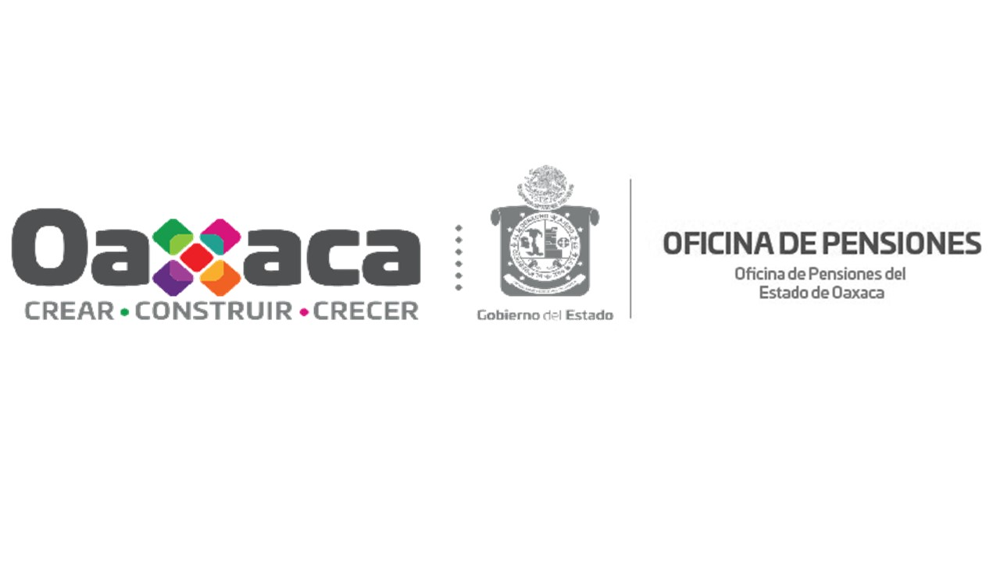 Oaxaca
CREAR • CONSTRUIR • CRECER
Gobierno del Estado
OFICINA DE PENSIONES
Oficina de Pensiones del
Estado de Oaxaca